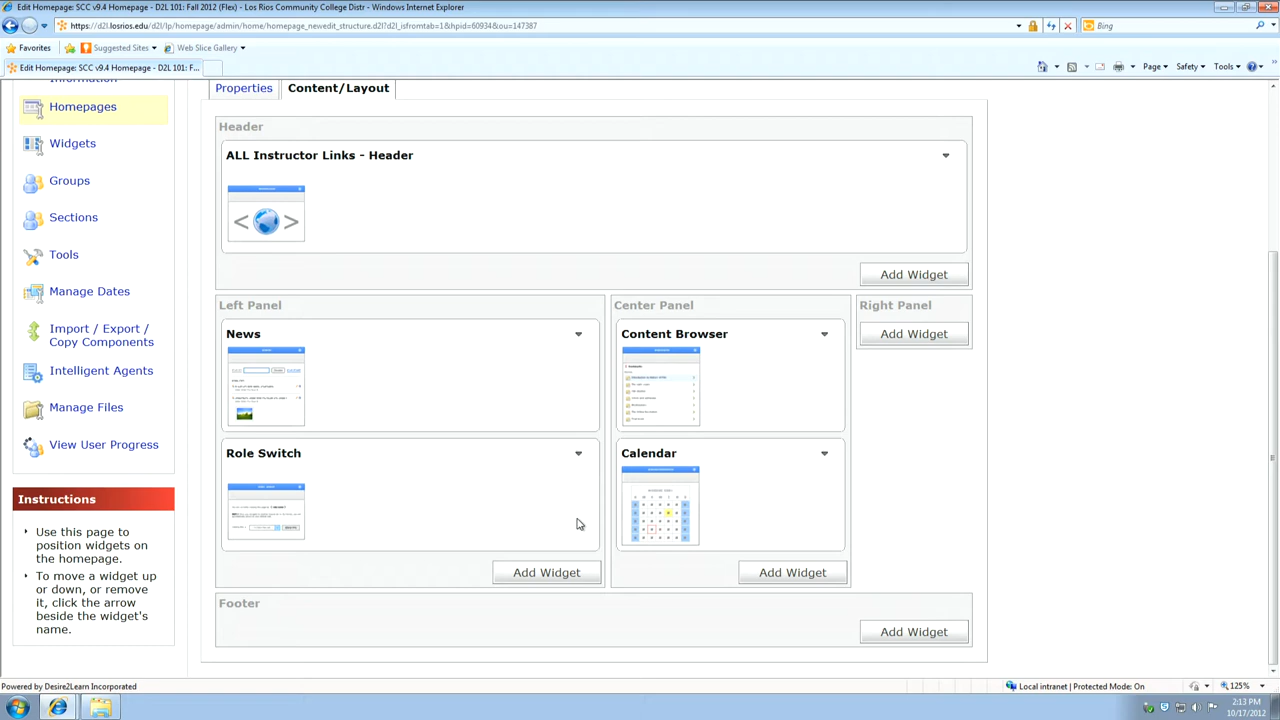 Edit Homepage: SCC v9.4 Homepage - D2L 101: Fall 2012 (Flex) - Los Rios Community College Distr - Windows Internet Explorer
https://d2l.losrios.edu/d2l/lp/homepage/admin/home/homepage_newedit_structure.d2l?d2l_isfromtab=1&hpid=60934&ou=147387
Bing
Favorites
Suggested Sites
Web Slice Gallery
Edit Homepage: SCC v9.4 Homepage - D2L 101: F...
Page
Safety
Tools
Information
Homepages
Widgets
Groups
Sections
Tools
Manage Dates
Import / Export /
Copy Components
Intelligent Agents
Manage Files
View User Progress
Instructions
Use this page to
position widgets on
the homepage.
To move a widget up
or down, or remove
it, click the arrow
beside the widget's
name.
Properties
Content/Layout
Header
ALL Instructor Links - Header
Add Widget
Left Panel
News
Role Switch
Add Widget
Center Panel
Content Browser
Calendar
Add Widget
Right Panel
Add Widget
Footer
Add Widget
Powered by Desire2Learn Incorporated
Local intranet | Protected Mode: On
125%
2:13 PM
10/17/2012